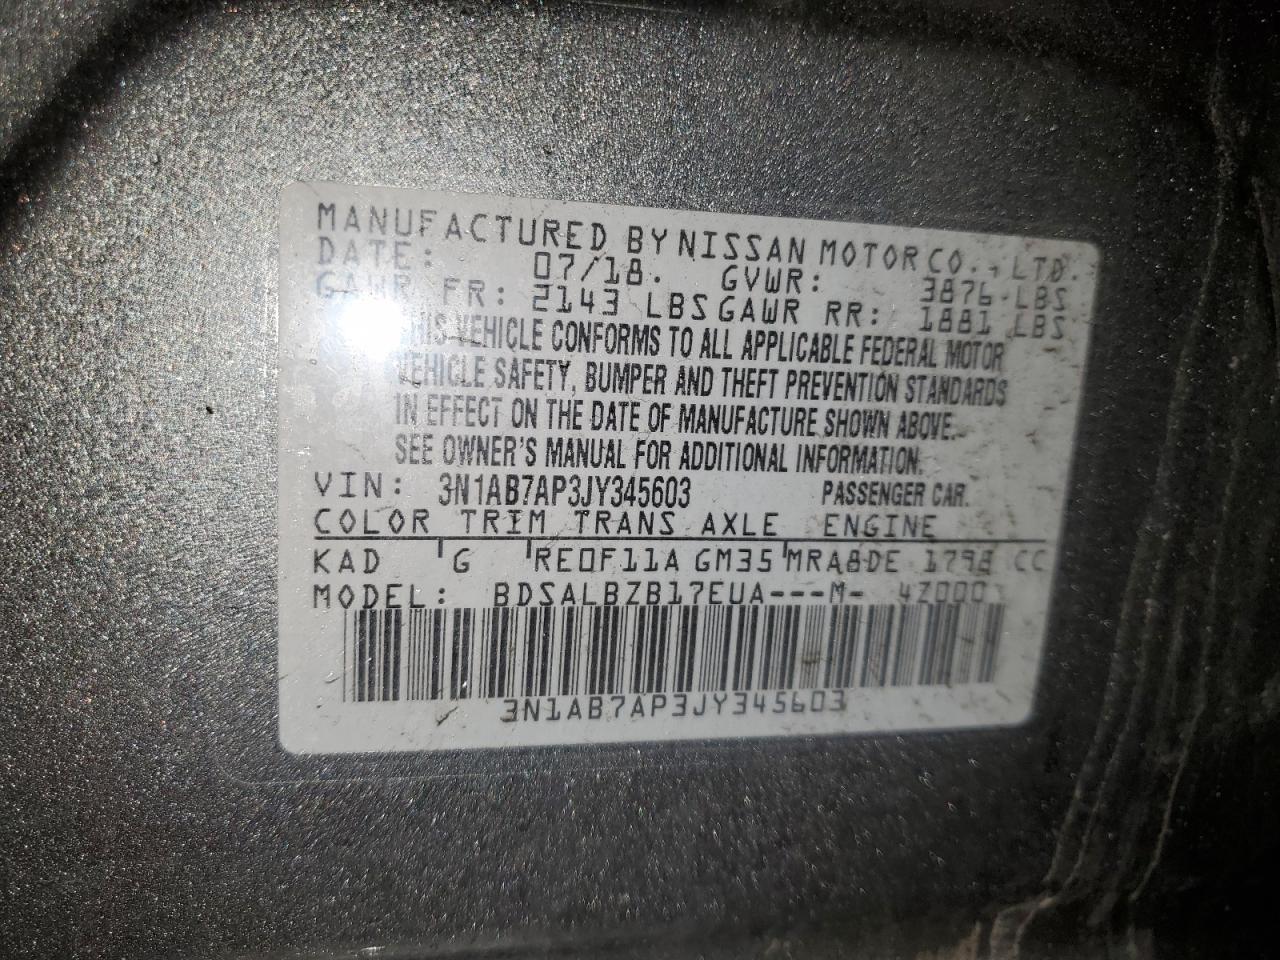 MANUFACTURED BY NISSAN MOTOR CO., LTD.
DATE: 07/18. GVWR: 3876 LBS
GAWR FR: 2143 LBS GAWR RR: 1881 LBS
THIS VEHICLE CONFORMS TO ALL APPLICABLE FEDERAL MOTOR
VEHICLE SAFETY, BUMPER AND THEFT PREVENTION STANDARDS
IN EFFECT ON THE DATE OF MANUFACTURE SHOWN ABOVE.
SEE OWNER'S MANUAL FOR ADDITIONAL INFORMATION.
VIN: 3N1AB7AP3JY345603 PASSENGER CAR.
COLOR TRIM TRANS AXLE ENGINE
KAD G RE0F11A GM35 MRA8DE 1798 CC
MODEL: BDSALBZB17EUA---M- 4Z000
3N1AB7AP3JY345603